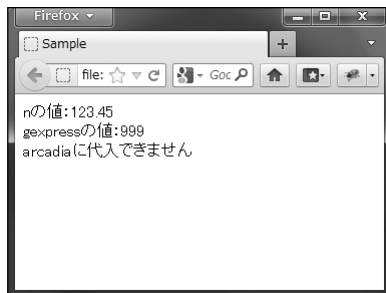 Firefox
Sample
file:
Goc
nの値:123.45
gexpressの値:999
arcadiaに代入できません